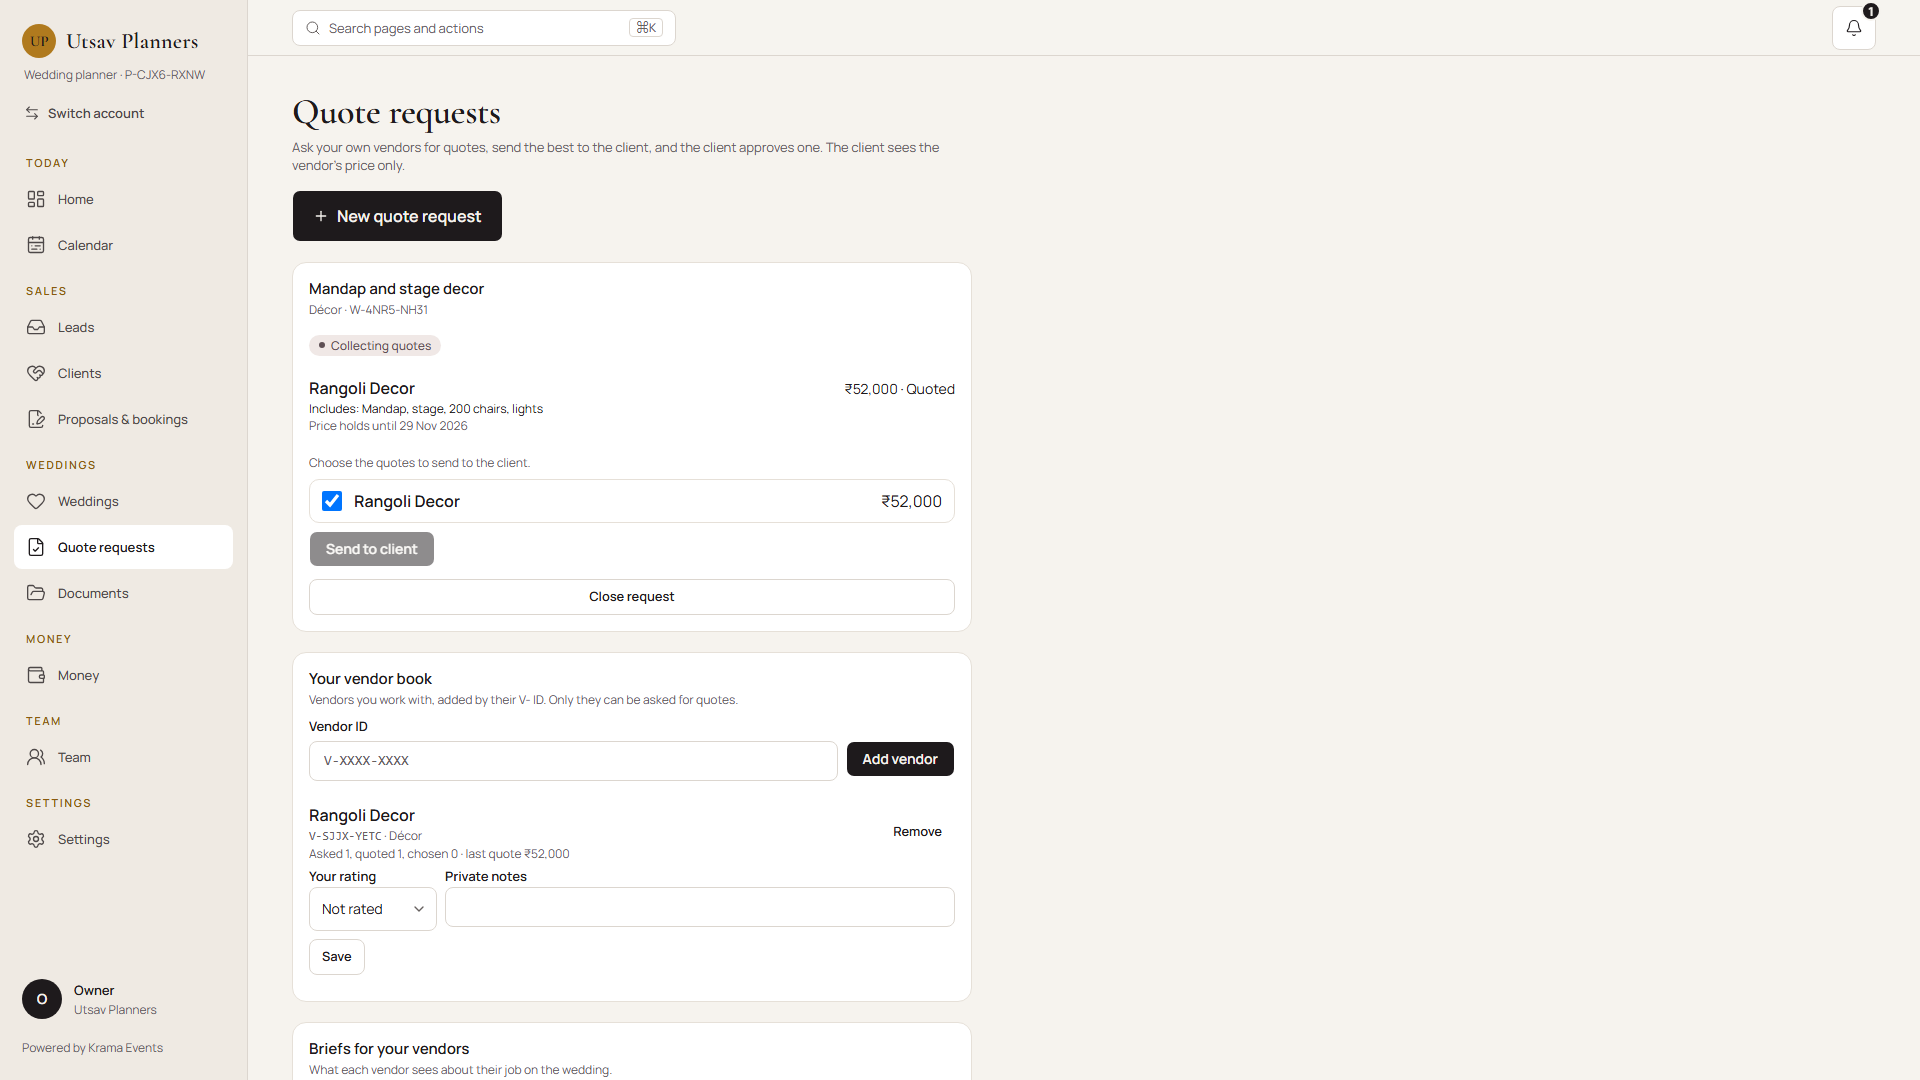 UP Utsav Planners
Wedding planner · P-CJX6-RXNW
Switch account
TODAY
Home
Calendar
SALES
Leads
Clients
Proposals & bookings
WEDDINGS
Weddings
Quote requests
Documents
MONEY
Money
TEAM
Team
SETTINGS
Settings
O
Owner
Utsav Planners
Powered by Krama Events
Search pages and actions ⌘K
1
Quote requests
Ask your own vendors for quotes, send the best to the client, and the client approves one. The client sees the
vendor's price only.
+ New quote request
Mandap and stage decor
Décor · W-4NR5-NH31
Collecting quotes
Rangoli Decor ₹52,000 · Quoted
Includes: Mandap, stage, 200 chairs, lights
Price holds until 29 Nov 2026
Choose the quotes to send to the client.
Rangoli Decor ₹52,000
Send to client
Close request
Your vendor book
Vendors you work with, added by their V- ID. Only they can be asked for quotes.
Vendor ID
V-XXXX-XXXX
Add vendor
Rangoli Decor
V-SJJX-YETC · Décor
Remove
Asked 1, quoted 1, chosen 0 · last quote ₹52,000
Your rating Private notes
Not rated
Save
Briefs for your vendors
What each vendor sees about their job on the wedding.